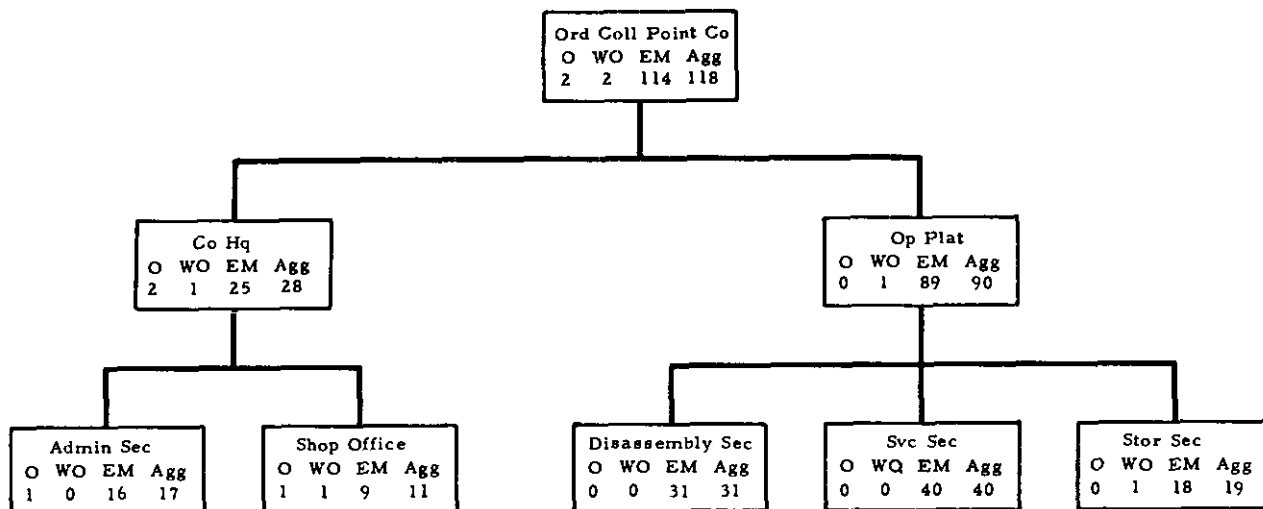 Ord Coll Point Co
O WO EM Agg
2 2 114 118
Co Hq
O WO EM Agg
2 1 25 28
Op Plat
O WO EM Agg
0 1 89 90
Admin Sec
O WO EM Agg
1 0 16 17
Shop Office
O WO EM Agg
1 1 9 11
Disassembly Sec
O WO EM Agg
0 0 31 31
Svc Sec
O WQ EM Agg
0 0 40 40
Stor Sec
O WO EM Agg
0 1 18 19